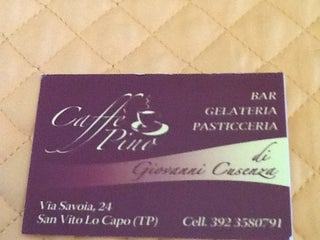 Caffè
Pino
BAR
GELATERIA
PASTICCERIA
di
Giovanni Cusenza
Via Savoia, 24
San Vito Lo Capo (TP)
Cell. 392 3580791